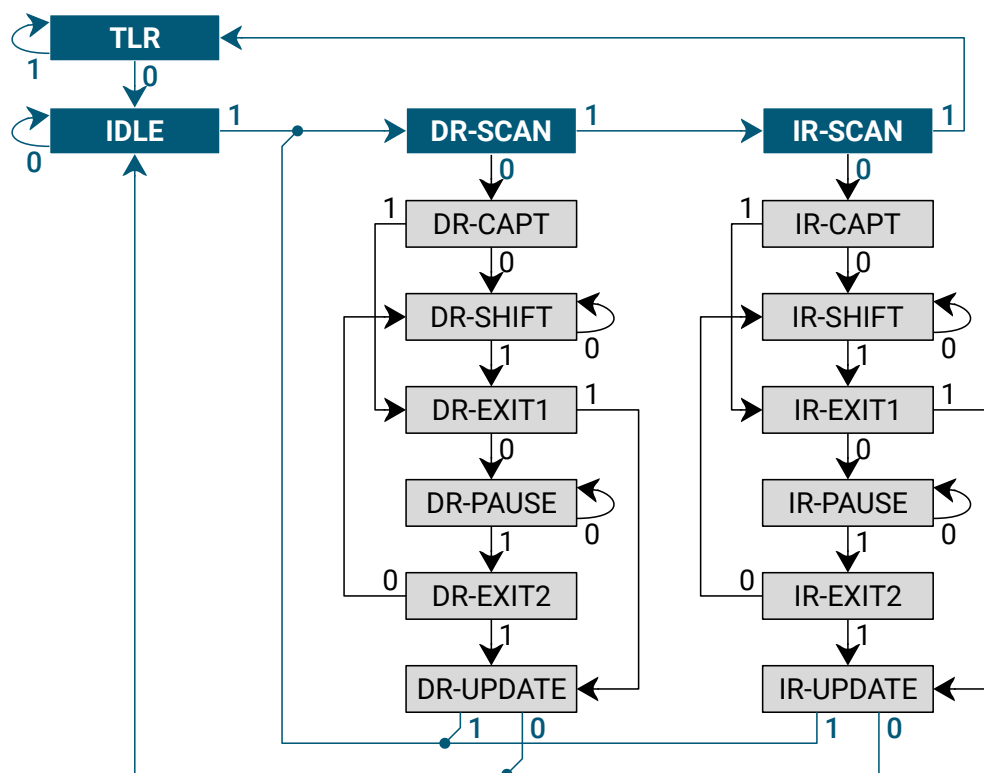 TLR
1
0
IDLE
1
DR-SCAN
1
IR-SCAN
1
0
0
0
1
DR-CAPT
1
IR-CAPT
0
0
DR-SHIFT
IR-SHIFT
1
0
1
0
DR-EXIT1
1
IR-EXIT1
1
0
0
DR-PAUSE
IR-PAUSE
1
0
1
0
0
DR-EXIT2
0
IR-EXIT2
1
1
DR-UPDATE
IR-UPDATE
1
0
1
0